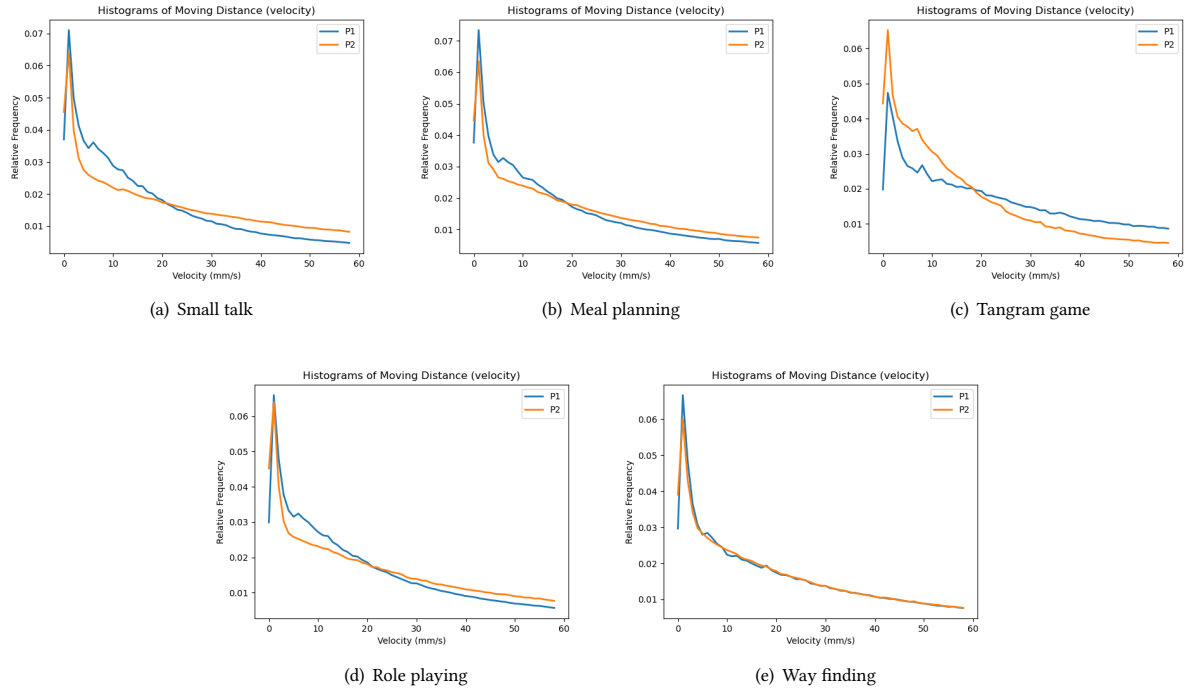 Histograms of Moving Distance (velocity)
P1
P2
0.07
0.06
0.05
0.04
0.03
0.02
0.01
Relative Frequency
0 10 20 30 40 50 60
Velocity (mm/s)
(a) Small talk
Histograms of Moving Distance (velocity)
P1
P2
0.07
0.06
0.05
0.04
0.03
0.02
0.01
Relative Frequency
0 10 20 30 40 50 60
Velocity (mm/s)
(b) Meal planning
Histograms of Moving Distance (velocity)
P1
P2
0.06
0.05
0.04
0.03
0.02
0.01
Relative Frequency
0 10 20 30 40 50 60
Velocity (mm/s)
(c) Tangram game
Histograms of Moving Distance (velocity)
P1
P2
0.06
0.05
0.04
0.03
0.02
0.01
Relative Frequency
0 10 20 30 40 50 60
Velocity (mm/s)
(d) Role playing
Histograms of Moving Distance (velocity)
P1
P2
0.06
0.05
0.04
0.03
0.02
0.01
Relative Frequency
0 10 20 30 40 50 60
Velocity (mm/s)
(e) Way finding